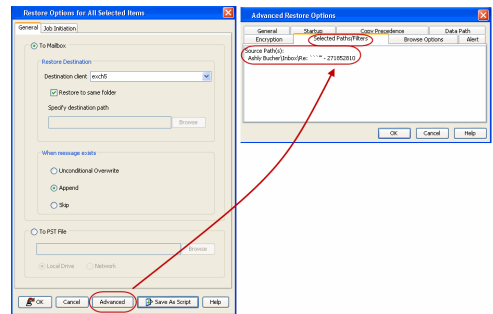 Restore Options for All Selected Items
General
Job Initiation
To Mailbox
Restore Destination
Destination client
exch5
Restore to same folder
Specify destination path
Browse
When message exists
Unconditional Overwrite
Append
Skip
To PST File
Browse
Local Drive
Network
OK
Cancel
Advanced
Save As Script
Help
Advanced Restore Options
General
Startup
Copy Precedence
Data Path
Encryption
Selected Paths/Filters
Browse Options
Alert
Source Path(s):
Ashly Bucher\Inbox\Re: ```" - 271852810
OK
Cancel
Help